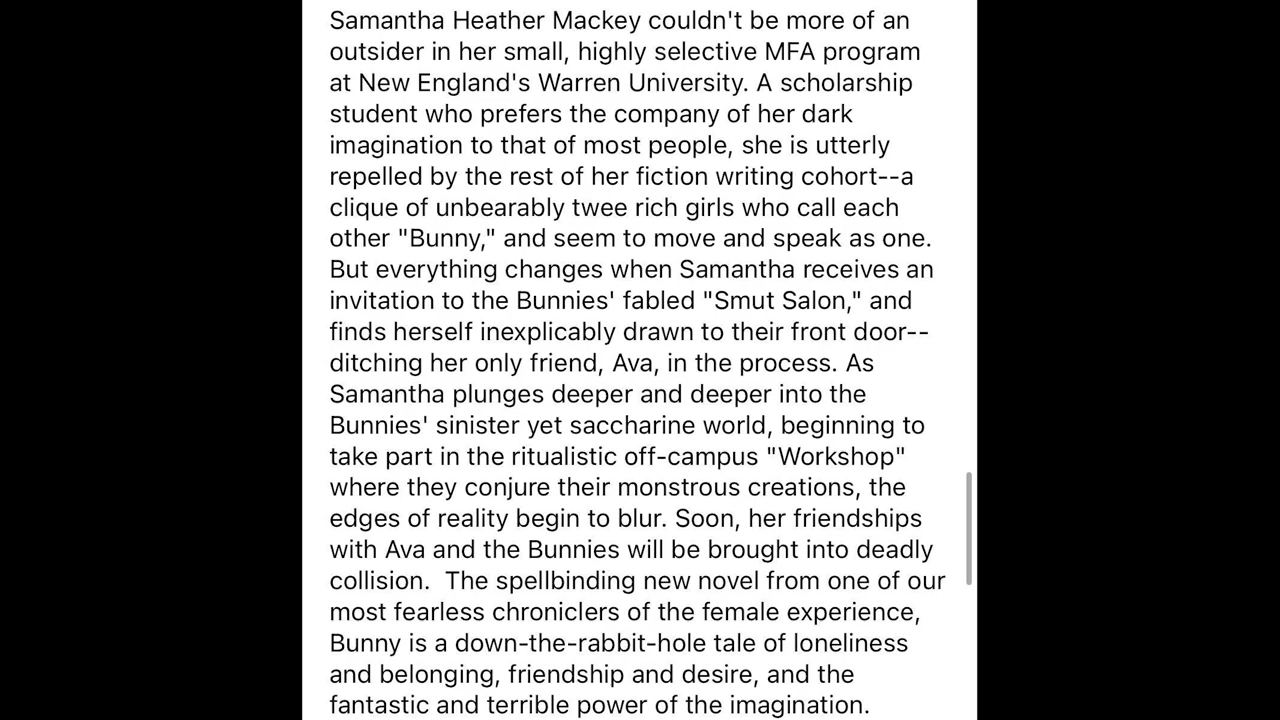 Samantha Heather Mackey couldn't be more of an
outsider in her small, highly selective MFA program
at New England's Warren University. A scholarship
student who prefers the company of her dark
imagination to that of most people, she is utterly
repelled by the rest of her fiction writing cohort--a
clique of unbearably twee rich girls who call each
other "Bunny," and seem to move and speak as one.
But everything changes when Samantha receives an
invitation to the Bunnies' fabled "Smut Salon," and
finds herself inexplicably drawn to their front door--
ditching her only friend, Ava, in the process. As
Samantha plunges deeper and deeper into the
Bunnies' sinister yet saccharine world, beginning to
take part in the ritualistic off-campus "Workshop"
where they conjure their monstrous creations, the
edges of reality begin to blur. Soon, her friendships
with Ava and the Bunnies will be brought into deadly
collision.  The spellbinding new novel from one of our
most fearless chroniclers of the female experience,
Bunny is a down-the-rabbit-hole tale of loneliness
and belonging, friendship and desire, and the
fantastic and terrible power of the imagination.